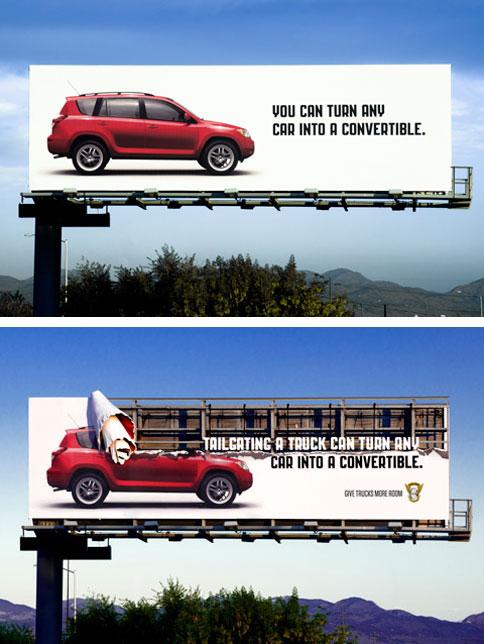 YOU CAN TURN ANY
CAR INTO A CONVERTIBLE.
TAILGATING A TRUCK CAN TURN ANY
CAR INTO A CONVERTIBLE.
GIVE TRUCKS MORE ROOM